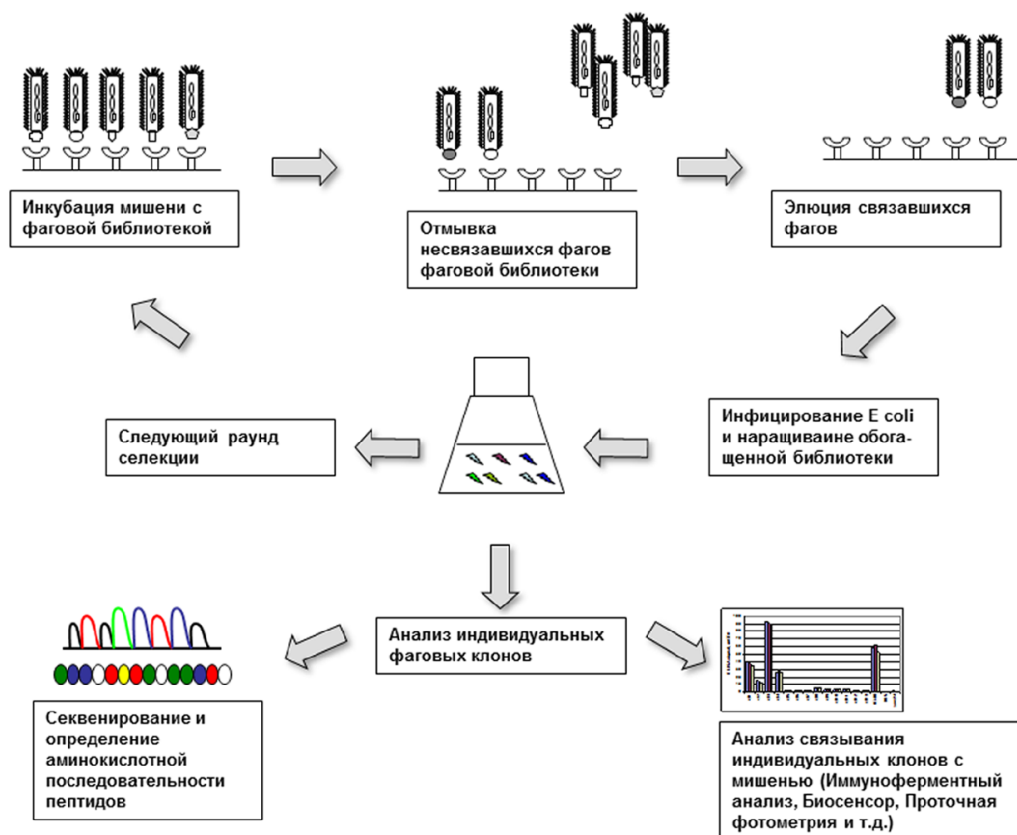 Инкубация мишени с
фаговой библиотекой
Отмывка
несвязавшихся фагов
фаговой библиотеки
Элюция связавшихся
фагов
Инфицирование E coli
и наращиваине обога-
щенной библиотеки
Следующий раунд
селекции
Анализ индивидуальных
фаговых клонов
Секвенирование и
определение
аминокислотной
последовательности
пептидов
Анализ связывания
индивидуальных клонов с
мишенью (Иммуноферментный
анализ, Биосенсор, Проточная
фотометрия и т.д.)